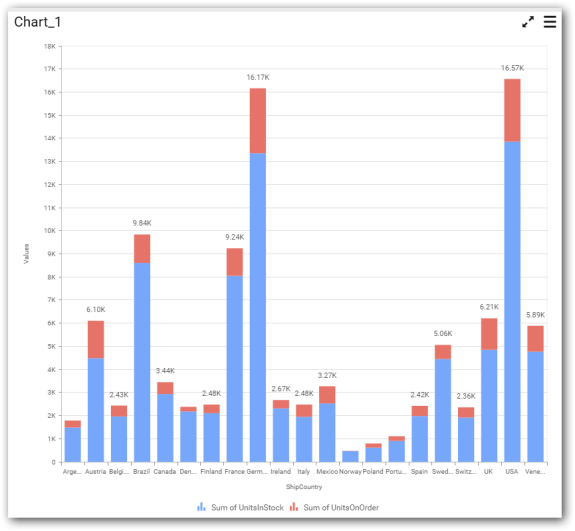 Chart_1
18K
17K
16K
15K
14K
13K
12K
11K
10K
9K
8K
7K
6K
5K
4K
3K
2K
1K
0
Values
6.10K
2.43K
9.84K
3.44K
2.48K
9.24K
16.17K
2.67K
2.48K
3.27K
2.42K
5.06K
2.36K
6.21K
16.57K
5.89K
Arge... Austria Belgi... Brazil Canada Den... Finland France Germ... Ireland Italy Mexico Norway Poland Portu... Spain Swed... Switz... UK USA Vene...
ShipCountry
Sum of UnitsInStock Sum of UnitsOnOrder